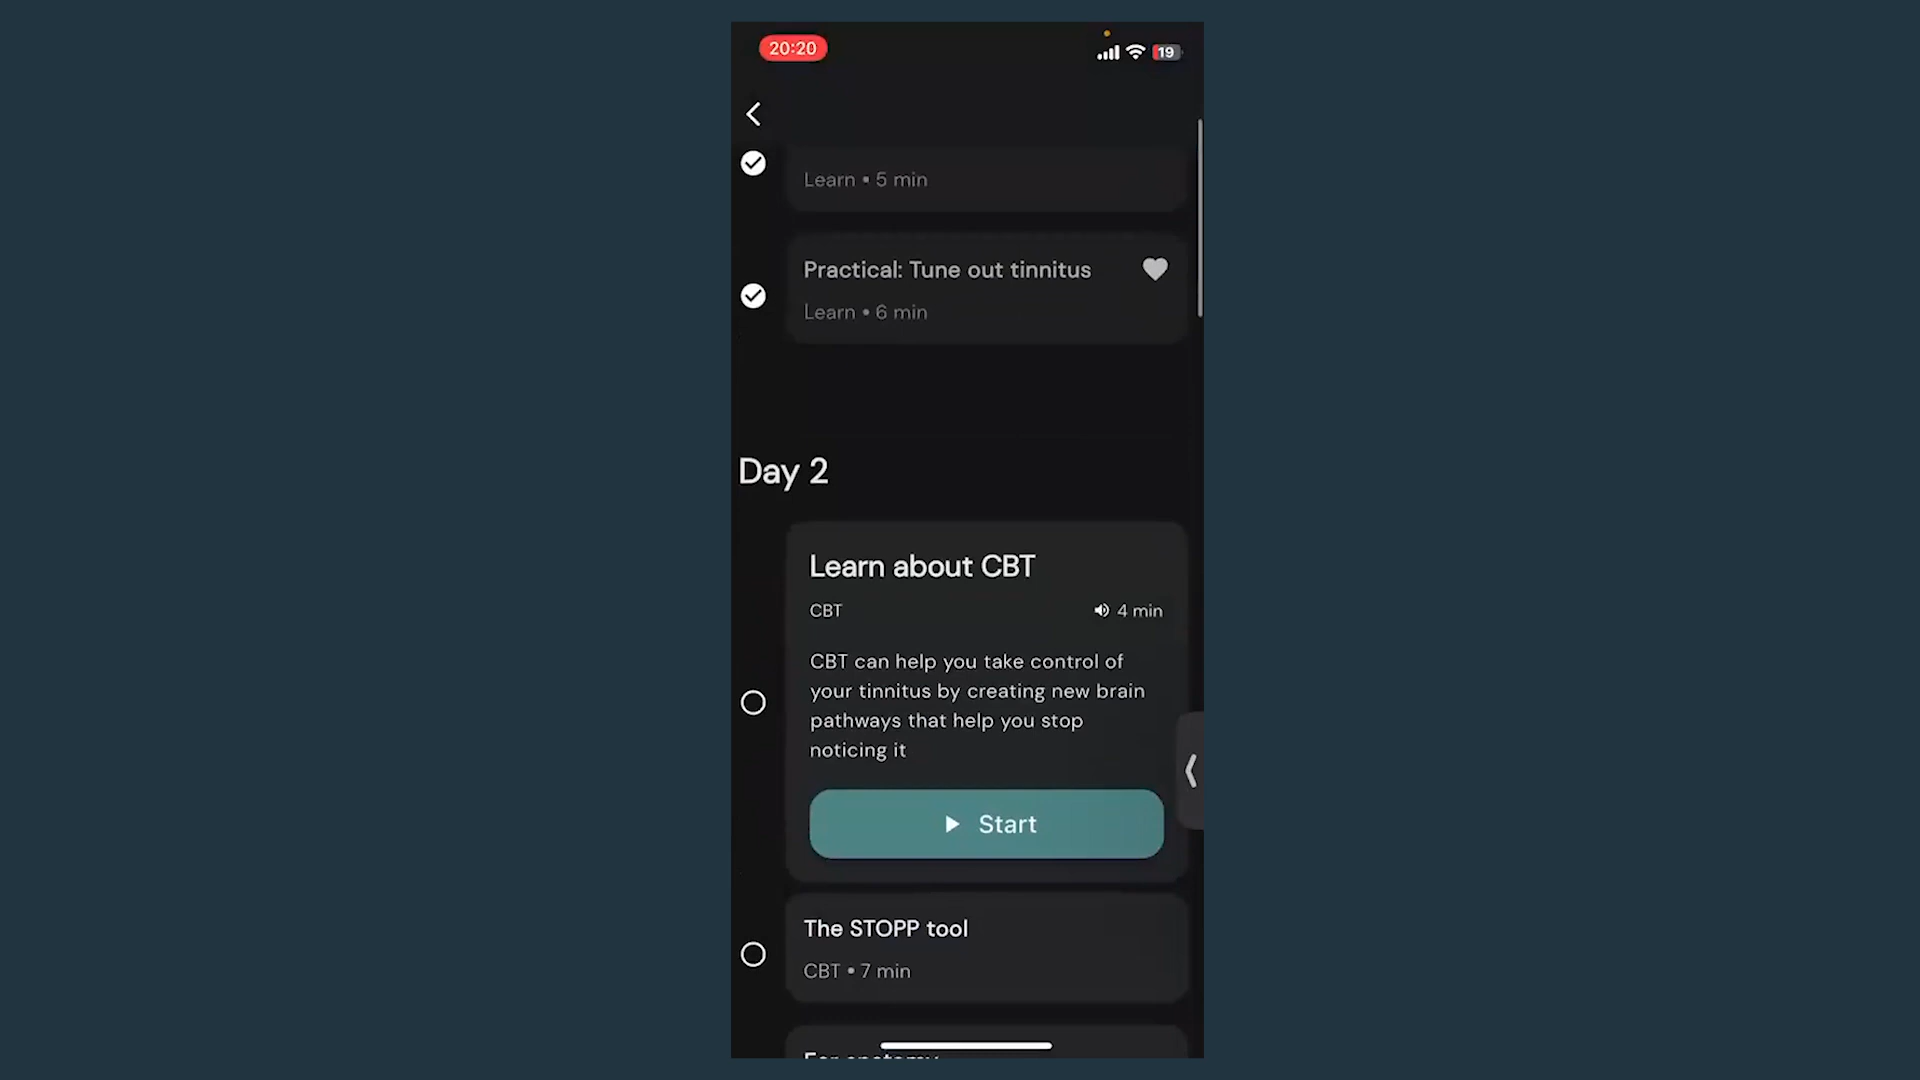 20:20
19
Learn • 5 min
Practical: Tune out tinnitus
Learn • 6 min
Day 2
Learn about CBT
CBT
4 min
CBT can help you take control of
your tinnitus by creating new brain
pathways that help you stop
noticing it
Start
The STOPP tool
CBT • 7 min
Ear anatomy